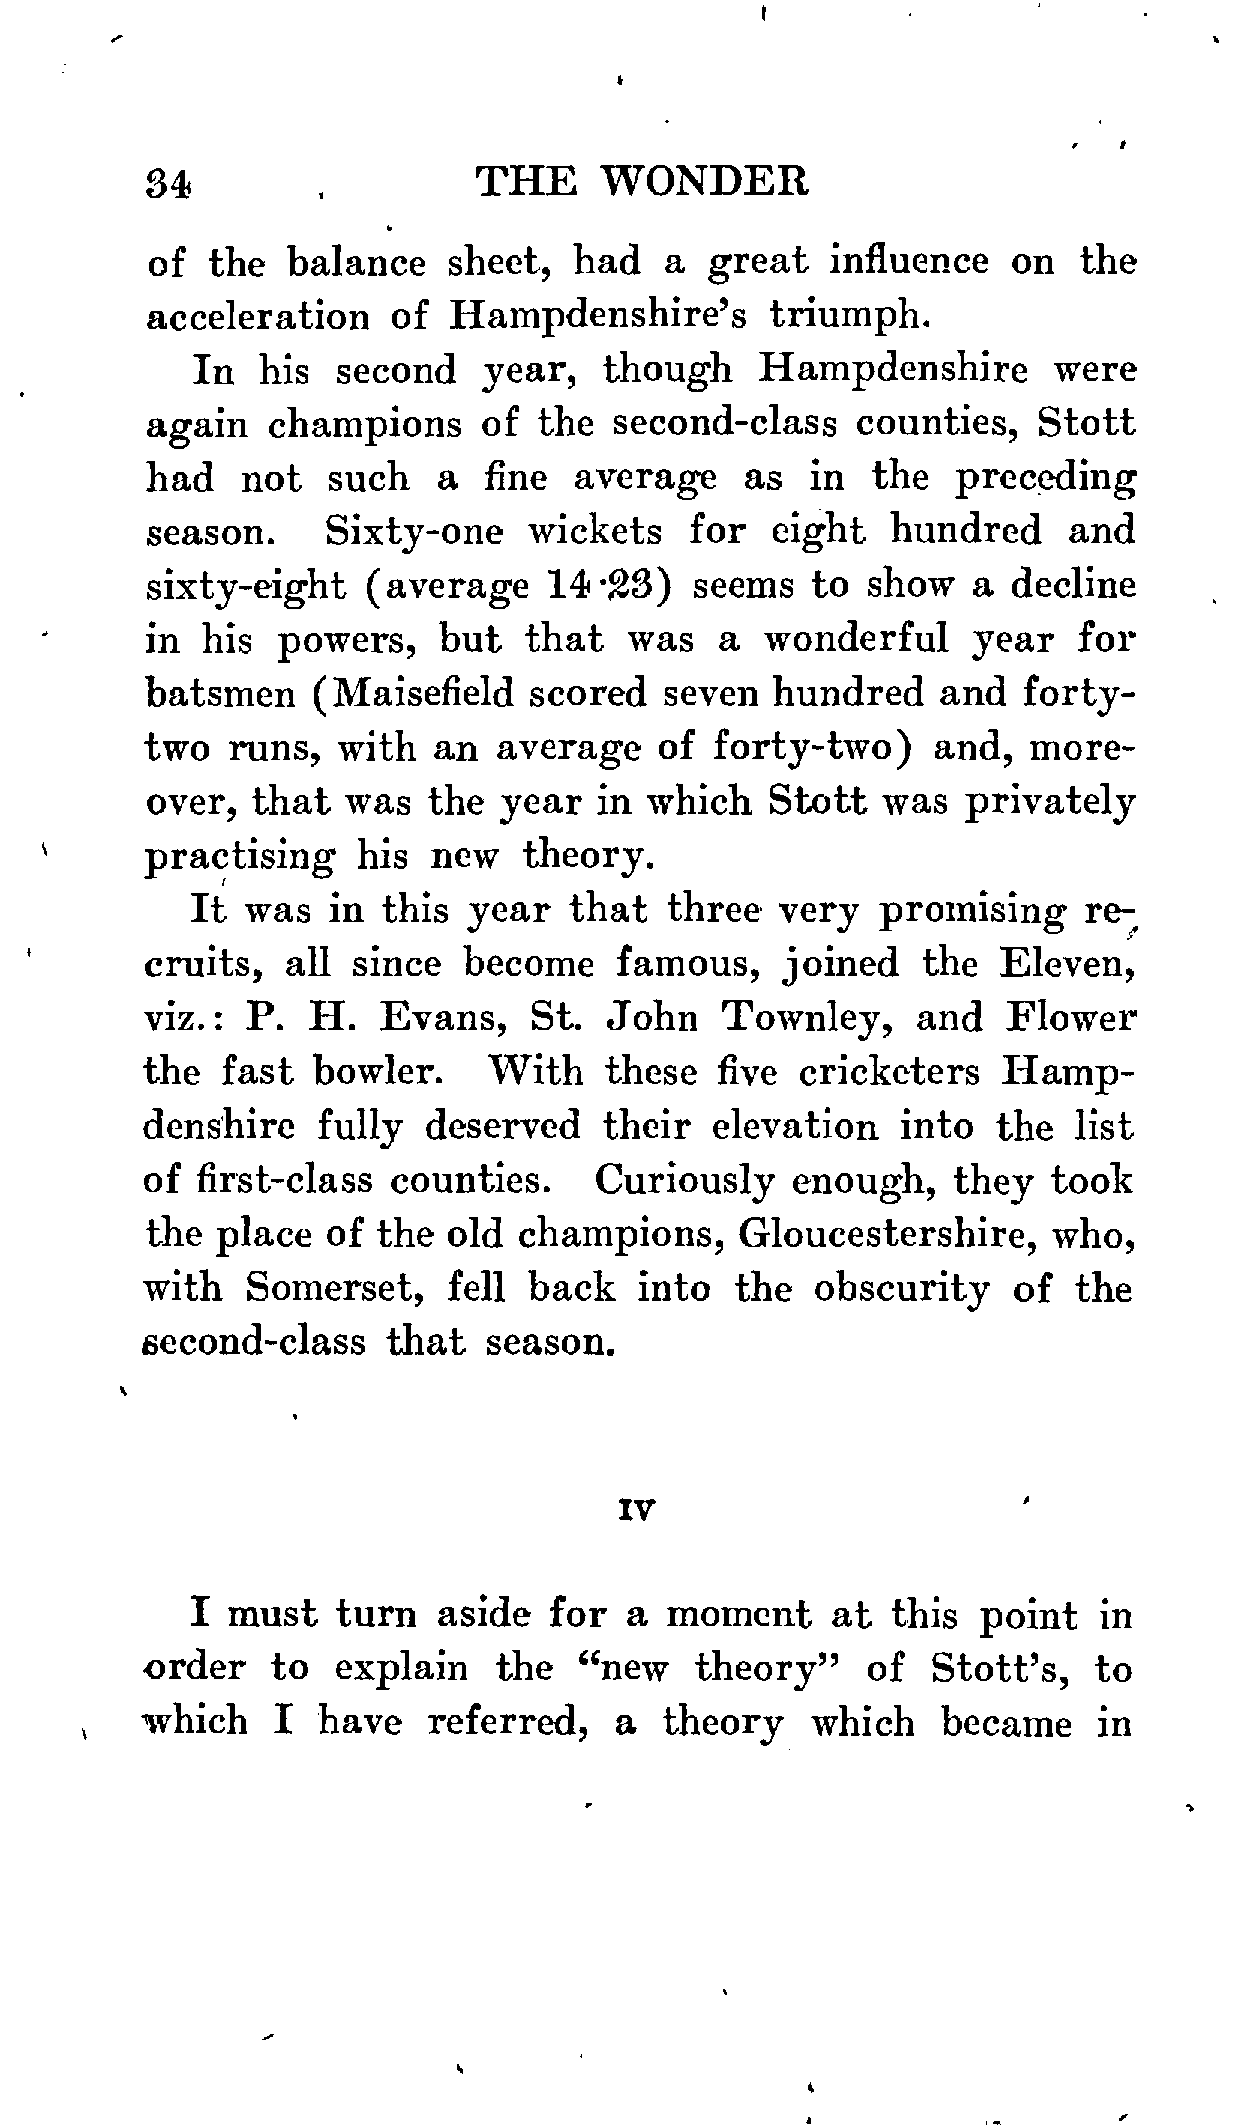 34 THE WONDER
of the balance sheet, had a great influence on the
acceleration of Hampdenshire's triumph.
In his second year, though Hampdenshire were
again champions of the second-class counties, Stott
had not such a fine average as in the preceding
season. Sixty-one wickets for eight hundred and
sixty-eight (average 14·23) seems to show a decline
in his powers, but that was a wonderful year for
batsmen (Maisefield scored seven hundred and forty-
two runs, with an average of forty-two) and, more-
over, that was the year in which Stott was privately
practising his new theory.
It was in this year that three very promising re-
cruits, all since become famous, joined the Eleven,
viz.: P. H. Evans, St. John Townley, and Flower
the fast bowler. With these five cricketers Hamp-
denshire fully deserved their elevation into the list
of first-class counties. Curiously enough, they took
the place of the old champions, Gloucestershire, who,
with Somerset, fell back into the obscurity of the
second-class that season.
IV
I must turn aside for a moment at this point in
order to explain the "new theory" of Stott's, to
which I have referred, a theory which became in